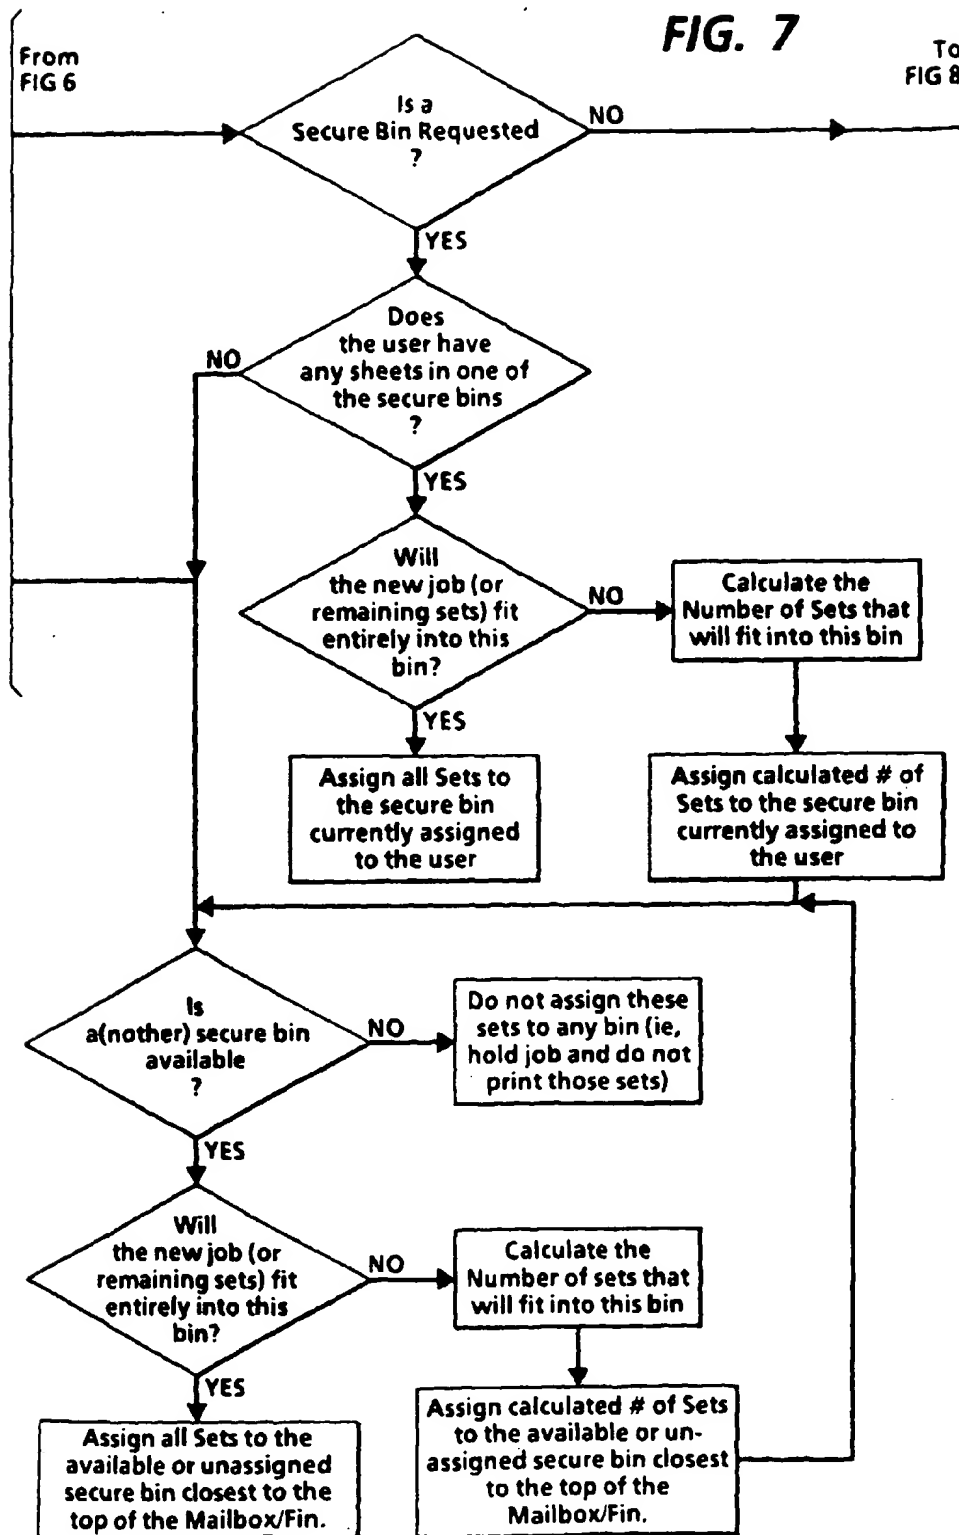 FIG. 7
From
FIG 6
To
FIG 8
Is a
Secure Bin Requested
?
NO
YES
Does
the user have
any sheets in one of
the secure bins
?
NO
YES
Will
the new job (or
remaining sets) fit
entirely into this
bin?
NO
Calculate the
Number of Sets that
will fit into this bin
YES
Assign all Sets to
the secure bin
currently assigned
to the user
Assign calculated # of
Sets to the secure bin
currently assigned to
the user
Is
a(nother) secure bin
available
?
NO
Do not assign these
sets to any bin (ie,
hold job and do not
print those sets)
YES
Will
the new job (or
remaining sets) fit
entirely into this
bin?
NO
Calculate the
Number of sets that
will fit into this bin
YES
Assign all Sets to the
available or unassigned
secure bin closest to the
top of the Mailbox/Fin.
Assign calculated # of Sets
to the available or un-
assigned secure bin closest
to the top of the
Mailbox/Fin.